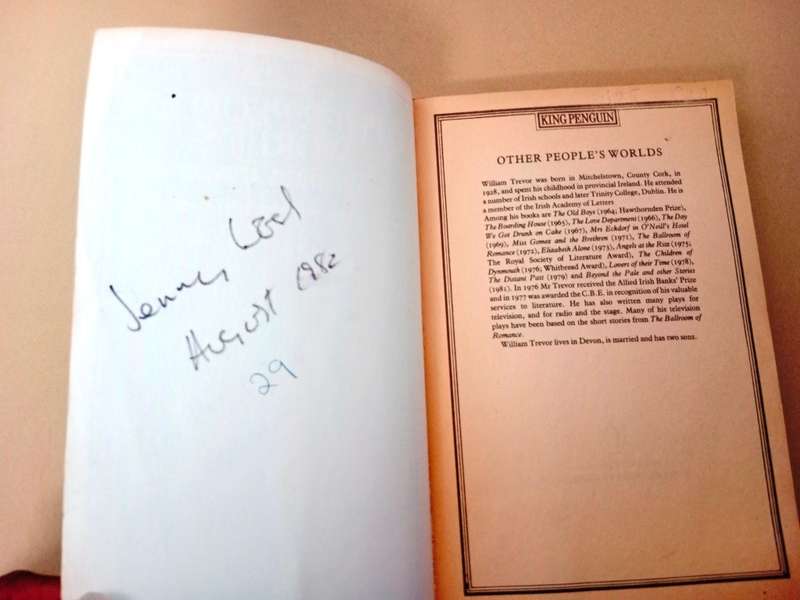 August 1982
29
KING PENGUIN
OTHER PEOPLE'S WORLDS
William Trevor was born in Mitchelstown, County Cork, in
1928, and spent his childhood in provincial Ireland. He attended
a number of Irish schools and later Trinity College, Dublin. He is
a member of the Irish Academy of Letters
Among his books are The Old Boys (1964; Hawthornden Prize),
The Boarding House (1965), The Love Department (1966), The Day
We Got Drunk on Cake (1967), Mrs Eckdorf in O'Neill's Hotel
(1969), Miss Gomez and the Brethren (1971), The Ballroom of
Romance (1972), Elizabeth Alone (1973), Angels at the Ritz (1975;
The Royal Society of Literature Award), The Children of
Dynmouth (1976; Whitbread Award), Lovers of their Time (1978),
The Distant Past (1979) and Beyond the Pale and other Stories
(1981). In 1976 Mr Trevor received the Allied Irish Banks' Prize
and in 1977 was awarded the C.B.E. in recognition of his valuable
services to literature. He has also written many plays for
television, and for radio and the stage. Many of his television
plays have been based on the short stories from The Ballroom of
Romance.
William Trevor lives in Devon, is married and has two sons.